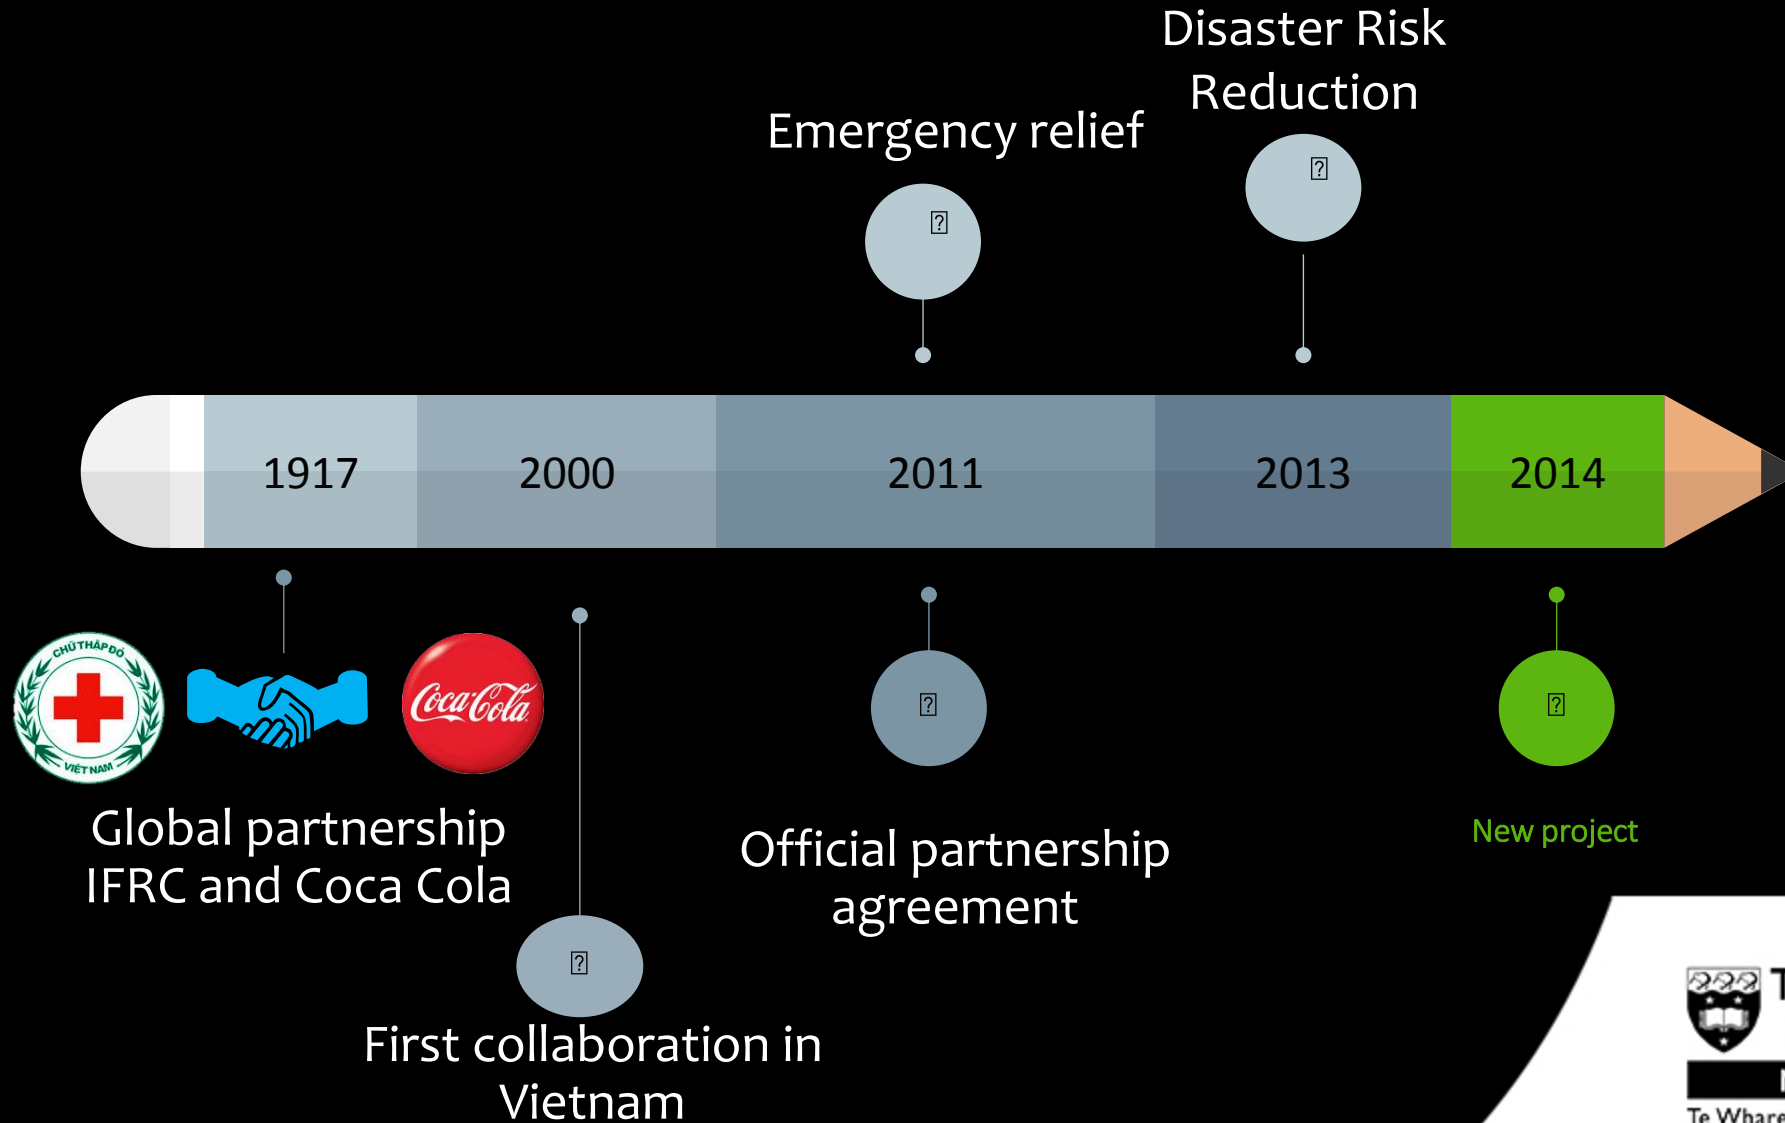 Disaster Risk
Reduction
Emergency relief
1917
2000
2011
2013
2014
CHỮ THẬP ĐỎ
VIỆT NAM
Coca-Cola
Global partnership
IFRC and Coca Cola
Official partnership
agreement
New project
First collaboration in
Vietnam
Te Whare